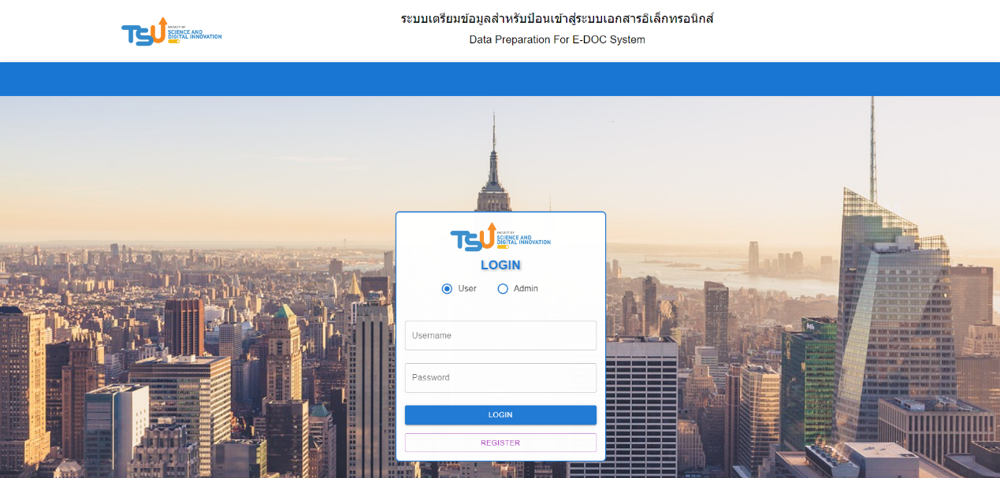 ระบบเตรียมข้อมูลสำหรับป้อนเข้าสู่ระบบเอกสารอิเล็กทรอนิกส์
Data Preparation For E-DOC System
TSU
FACULTY OF
SCIENCE AND
DIGITAL INNOVATION
TSU
FACULTY OF
SCIENCE AND
DIGITAL INNOVATION
LOGIN
User Admin
Username
Password
LOGIN
REGISTER